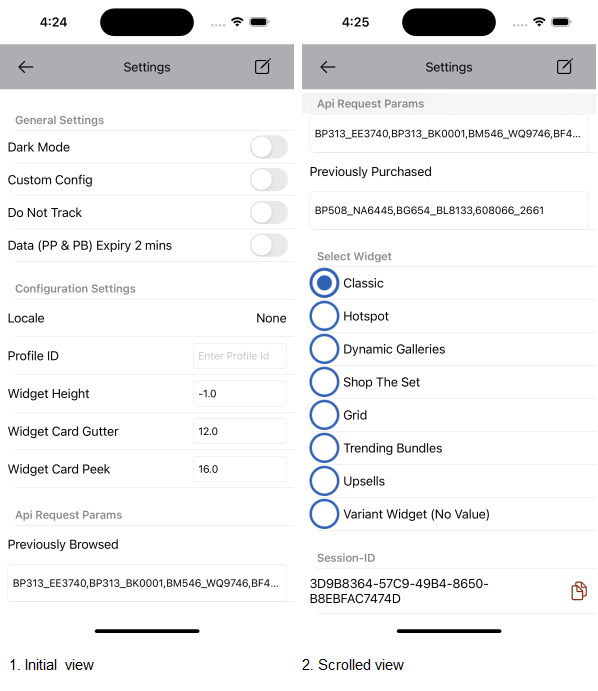 4:24
Settings
General Settings
Dark Mode
Custom Config
Do Not Track
Data (PP & PB) Expiry 2 mins
Configuration Settings
Locale None
Profile ID Enter Profile Id
Widget Height -1.0
Widget Card Gutter 12.0
Widget Card Peek 16.0
Api Request Params
Previously Browsed
BP313_EE3740,BP313_BK0001,BM546_WQ9746,BF4...
1. Initial view
4:25
Settings
Api Request Params
BP313_EE3740,BP313_BK0001,BM546_WQ9746,BF4...
Previously Purchased
BP508_NA6445,BG654_BL8133,608066_2661
Select Widget
Classic
Hotspot
Dynamic Galleries
Shop The Set
Grid
Trending Bundles
Upsells
Variant Widget (No Value)
Session-ID
3D9B8364-57C9-49B4-8650-
B8EBFAC7474D
2. Scrolled view